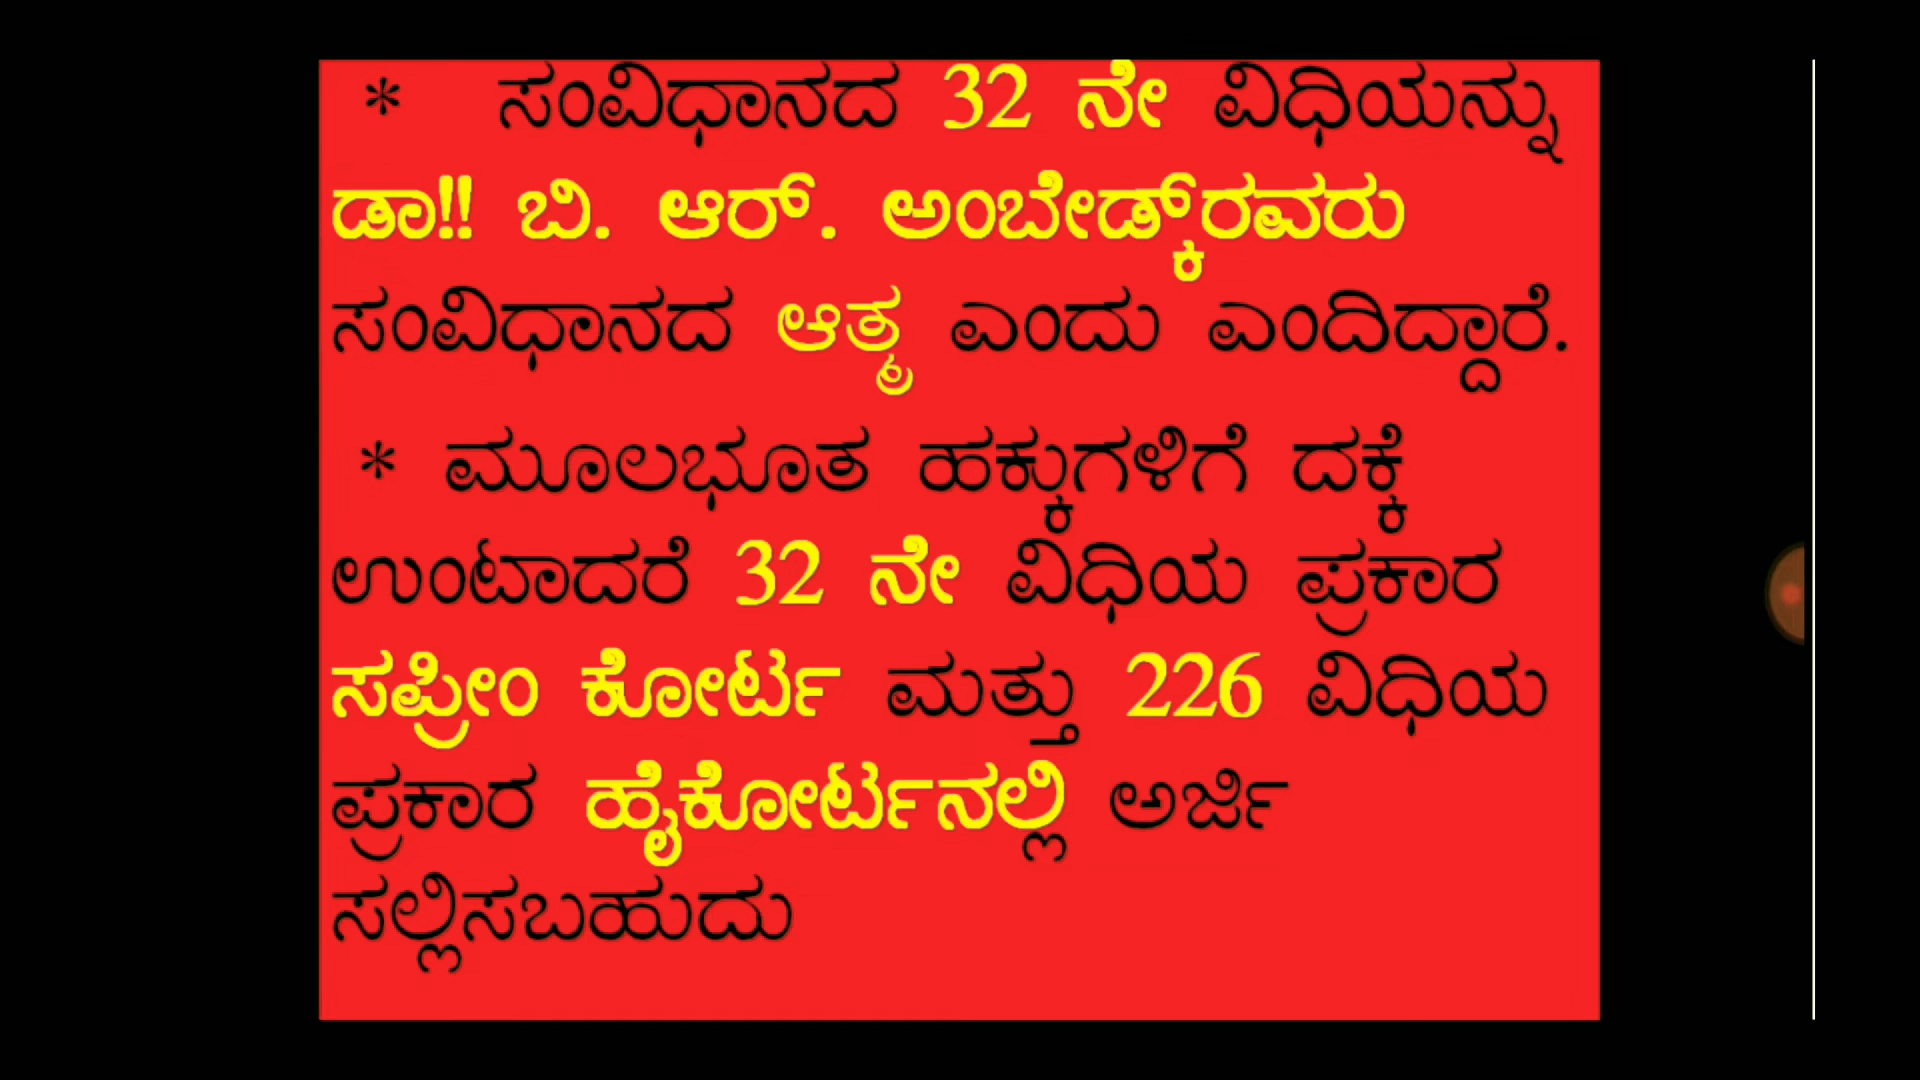 * ಸಂವಿಧಾನದ 32 ನೇ ವಿಧಿಯನ್ನು
ಡಾ!! ಬಿ. ಆರ್. ಅಂಬೇಡ್ಕರವರು
ಸಂವಿಧಾನದ ಆತ್ಮ ಎಂದು ಎಂದಿದ್ದಾರೆ.
* ಮೂಲಭೂತ ಹಕ್ಕುಗಳಿಗೆ ದಕ್ಕೆ
ಉಂಟಾದರೆ 32 ನೇ ವಿಧಿಯ ಪ್ರಕಾರ
ಸಪ್ರೀಂ ಕೋರ್ಟ ಮತ್ತು 226 ವಿಧಿಯ
ಪ್ರಕಾರ ಹೈಕೋರ್ಟನಲ್ಲಿ ಅರ್ಜಿ
ಸಲ್ಲಿಸಬಹುದು